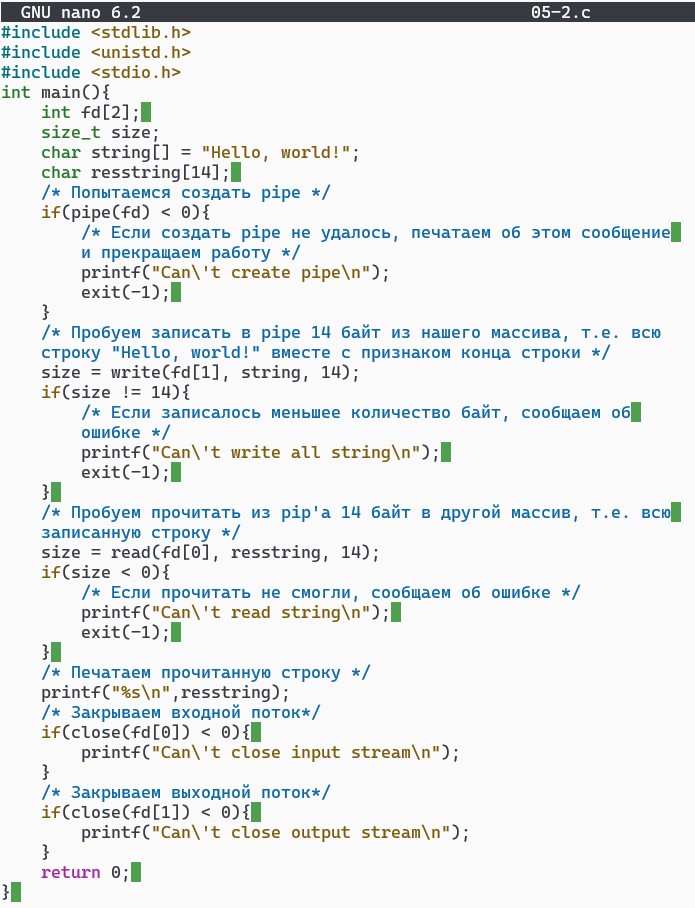 GNU nano 6.2 05-2.c
#include <stdlib.h>
#include <unistd.h>
#include <stdio.h>
int main(){
    int fd[2];
    size_t size;
    char string[] = "Hello, world!";
    char resstring[14];
    /* Попытаемся создать pipe */
    if(pipe(fd) < 0){
        /* Если создать pipe не удалось, печатаем об этом сообщение
        и прекращаем работу */
        printf("Can\'t create pipe\n");
        exit(-1);
    }
    /* Пробуем записать в pipe 14 байт из нашего массива, т.е. всю
    строку "Hello, world!" вместе с признаком конца строки */
    size = write(fd[1], string, 14);
    if(size != 14){
        /* Если записалось меньшее количество байт, сообщаем об
        ошибке */
        printf("Can\'t write all string\n");
        exit(-1);
    }
    /* Пробуем прочитать из pip'а 14 байт в другой массив, т.е. всю
    записанную строку */
    size = read(fd[0], resstring, 14);
    if(size < 0){
        /* Если прочитать не смогли, сообщаем об ошибке */
        printf("Can\'t read string\n");
        exit(-1);
    }
    /* Печатаем прочитанную строку */
    printf("%s\n",resstring);
    /* Закрываем входной поток*/
    if(close(fd[0]) < 0){
        printf("Can\'t close input stream\n");
    }
    /* Закрываем выходной поток*/
    if(close(fd[1]) < 0){
        printf("Can\'t close output stream\n");
    }
    return 0;
}